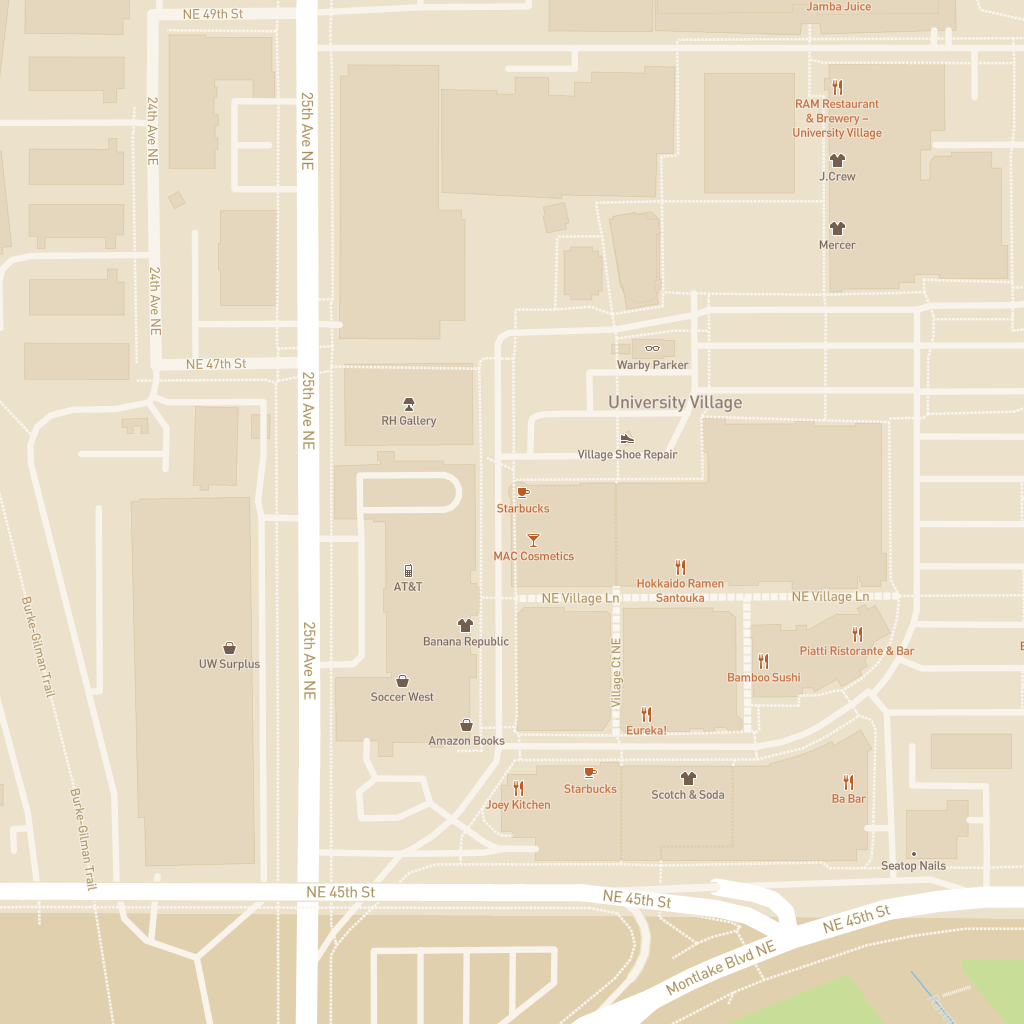 Jamba Juice
NE 49th St
RAM Restaurant
& Brewery –
University Village
24th Ave NE
25th Ave NE
J.Crew
Mercer
24th Ave NE
NE 47th St
Warby Parker
25th Ave NE
University Village
RH Gallery
Village Shoe Repair
Starbucks
MAC Cosmetics
Hokkaido Ramen
Santouka
AT&T
NE Village Ln
NE Village Ln
Banana Republic
Piatti Ristorante & Bar
Burke-Gilman Trail
UW Surplus
25th Ave NE
Village Ct NE
Bamboo Sushi
Soccer West
Eureka!
Amazon Books
Joey Kitchen
Starbucks
Scotch & Soda
Ba Bar
Burke-Gilman Trail
Seatop Nails
NE 45th St
NE 45th St
NE 45th St
Montlake Blvd NE